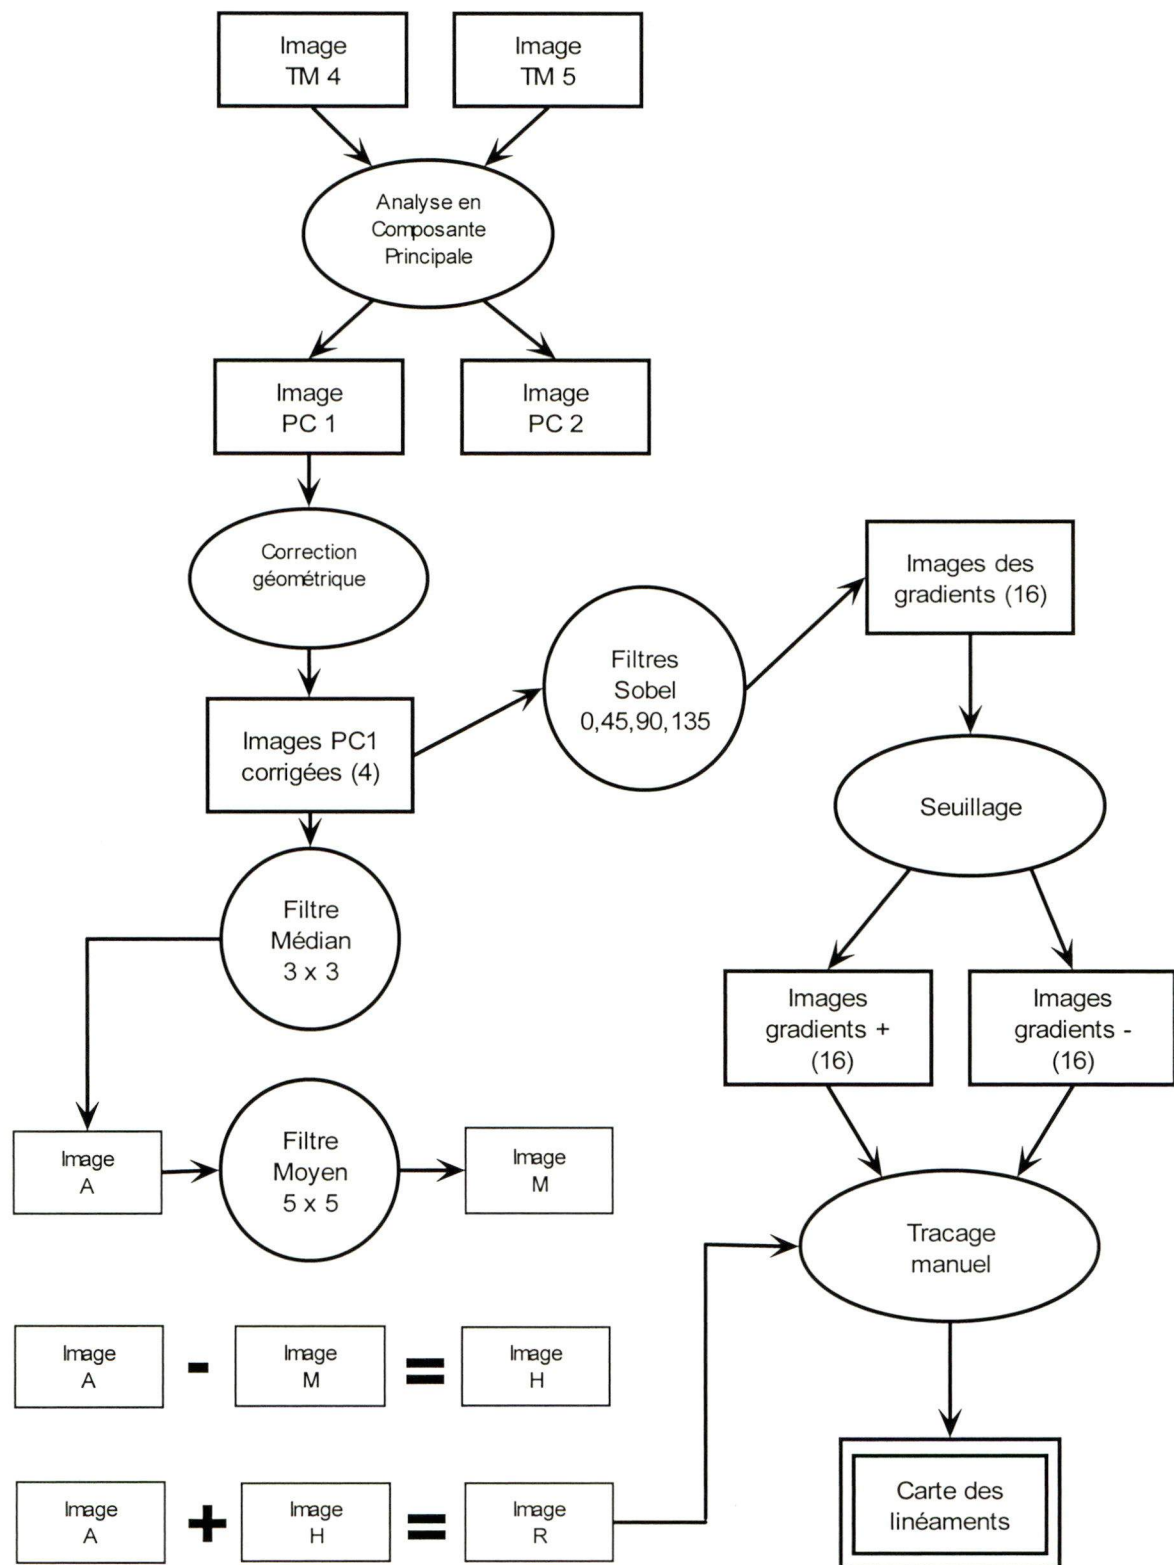 Image
TM 4
Image
TM 5
Analyse en
Composante
Principale
Image
PC 1
Image
PC 2
Correction
géométrique
Images des
gradients (16)
Filtres
Sobel
0,45,90,135
Images PC1
corrigées (4)
Seuillage
Filtre
Médian
3 x 3
Images
gradients +
(16)
Images
gradients -
(16)
Image
A
Filtre
Moyen
5 x 5
Image
M
Tracage
manuel
Image
A
-
Image
M
=
Image
H
Image
A
+
Image
H
=
Image
R
Carte des
linéaments